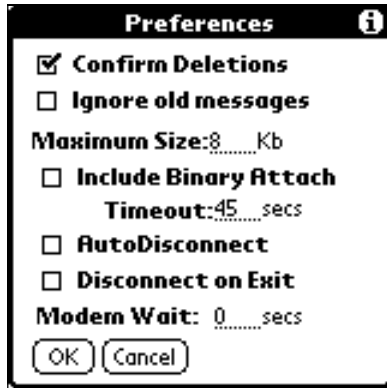 Preferences
Confirm Deletions
Ignore old messages
Maximum Size:8 Kb
Include Binary Attach
Timeout:45 secs
AutoDisconnect
Disconnect on Exit
Modem Wait: 0 secs
OK Cancel